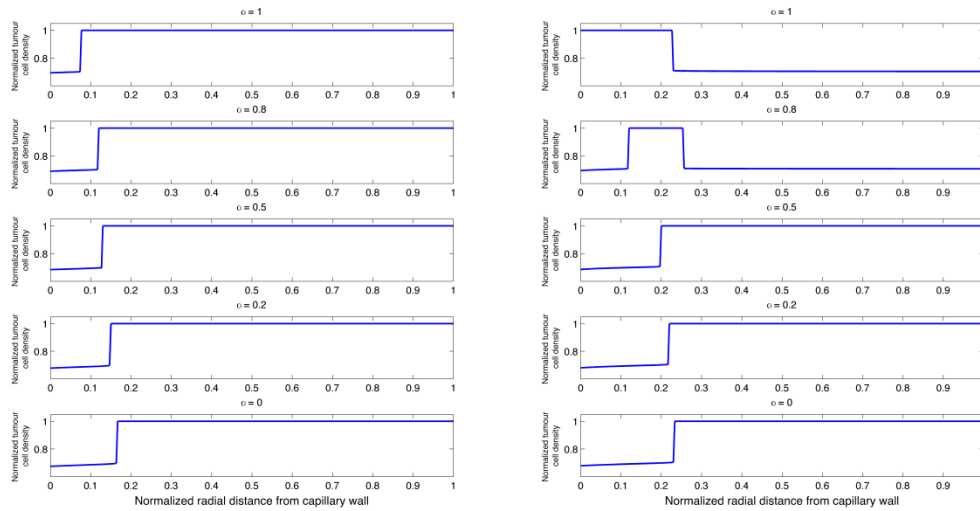 ʊ = 1
Normalized tumour
cell density
1
0.8
0 0.1 0.2 0.3 0.4 0.5 0.6 0.7 0.8 0.9 1
ʊ = 0.8
Normalized tumour
cell density
1
0.8
0 0.1 0.2 0.3 0.4 0.5 0.6 0.7 0.8 0.9 1
ʊ = 0.5
Normalized tumour
cell density
1
0.8
0 0.1 0.2 0.3 0.4 0.5 0.6 0.7 0.8 0.9 1
ʊ = 0.2
Normalized tumour
cell density
1
0.8
0 0.1 0.2 0.3 0.4 0.5 0.6 0.7 0.8 0.9 1
ʊ = 0
Normalized tumour
cell density
1
0.8
0 0.1 0.2 0.3 0.4 0.5 0.6 0.7 0.8 0.9 1
Normalized radial distance from capillary wall
ʊ = 1
Normalized tumour
cell density
1
0.8
0 0.1 0.2 0.3 0.4 0.5 0.6 0.7 0.8 0.9
ʊ = 0.8
Normalized tumour
cell density
1
0.8
0 0.1 0.2 0.3 0.4 0.5 0.6 0.7 0.8 0.9
ʊ = 0.5
Normalized tumour
cell density
1
0.8
0 0.1 0.2 0.3 0.4 0.5 0.6 0.7 0.8 0.9
ʊ = 0.2
Normalized tumour
cell density
1
0.8
0 0.1 0.2 0.3 0.4 0.5 0.6 0.7 0.8 0.9
ʊ = 0
Normalized tumour
cell density
1
0.8
0 0.1 0.2 0.3 0.4 0.5 0.6 0.7 0.8 0.9
Normalized radial distance from capillary wall